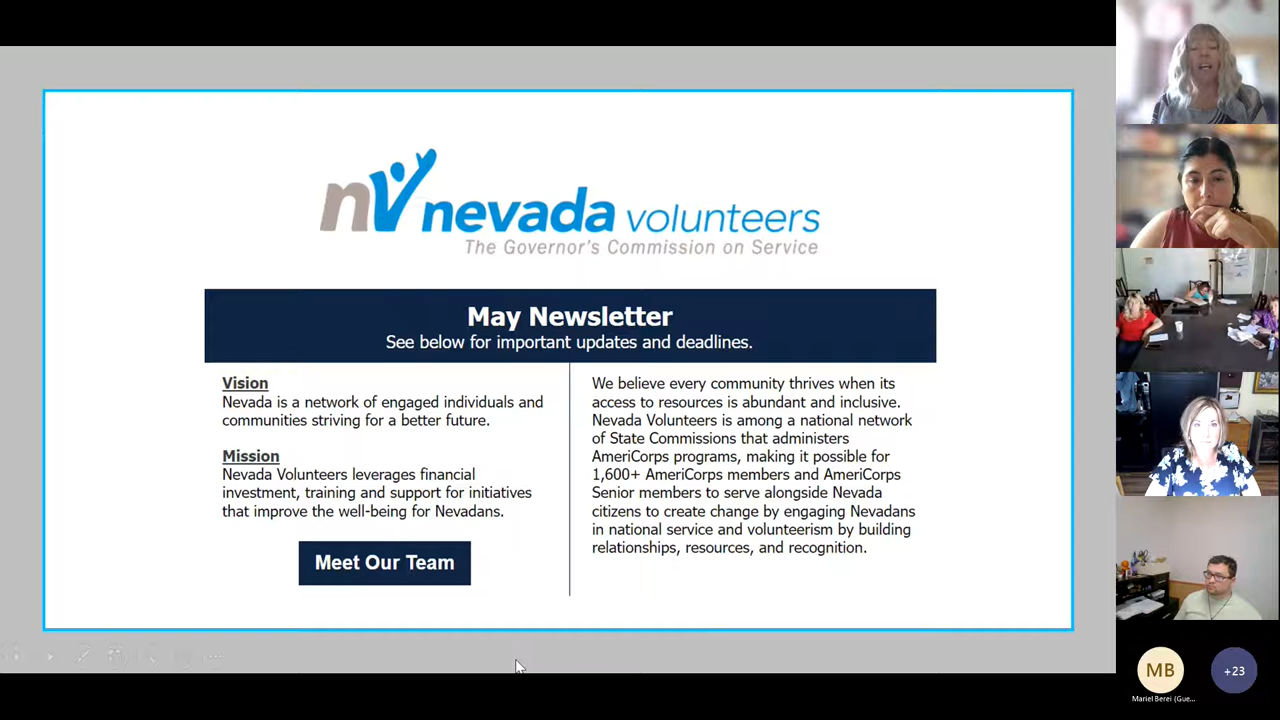 nv nevada volunteers
The Governor's Commission on Service
May Newsletter
See below for important updates and deadlines.
Vision
Nevada is a network of engaged individuals and
communities striving for a better future.
Mission
Nevada Volunteers leverages financial
investment, training and support for initiatives
that improve the well-being for Nevadans.
Meet Our Team
We believe every community thrives when its
access to resources is abundant and inclusive.
Nevada Volunteers is among a national network
of State Commissions that administers
AmeriCorps programs, making it possible for
1,600+ AmeriCorps members and AmeriCorps
Senior members to serve alongside Nevada
citizens to create change by engaging Nevadans
in national service and volunteerism by building
relationships, resources, and recognition.
MB
+23
Mariel Berei (Gue...